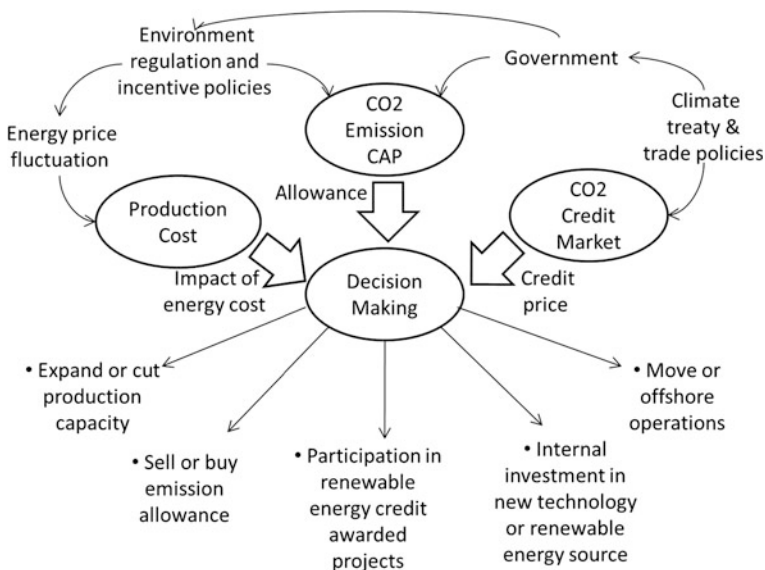 Environment
regulation and
incentive policies
Government
CO2
Emission
CAP
Climate
treaty &
trade policies
Energy price
fluctuation
Allowance
Production
Cost
CO2
Credit
Market
Impact of
energy cost
Decision
Making
Credit
price
• Expand or cut
production
capacity
• Sell or buy
emission
allowance
• Participation in
renewable
energy credit
awarded
projects
• Internal
investment in
new technology
or renewable
energy source
• Move or
offshore
operations